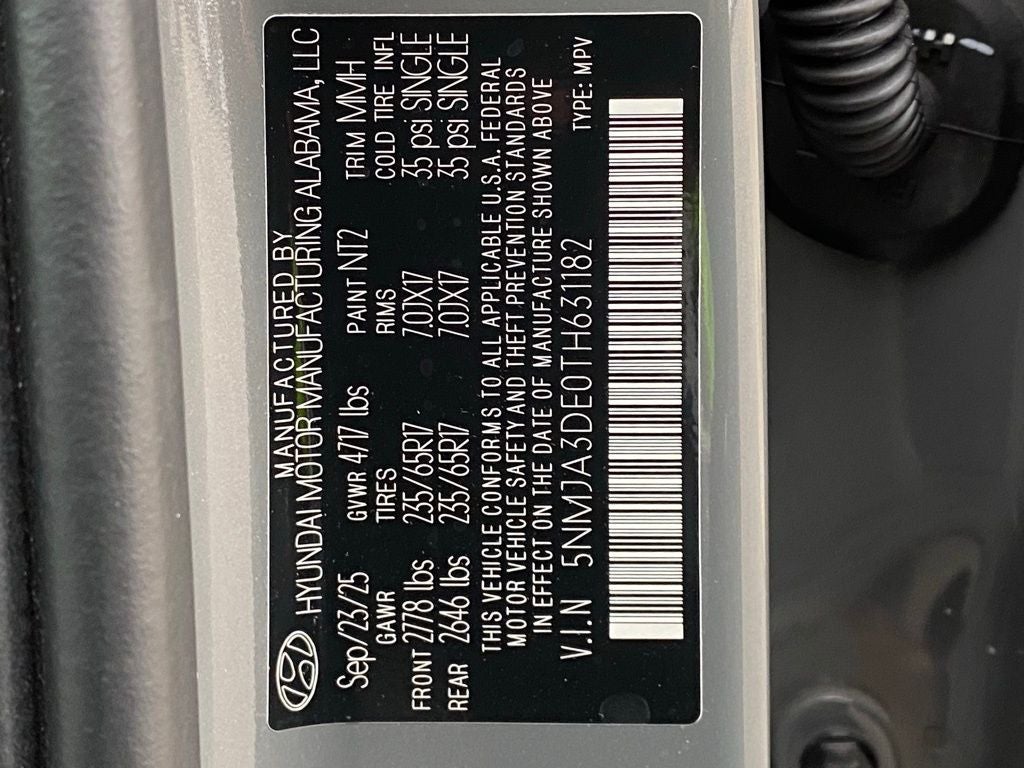 MANUFACTURED BY
HYUNDAI MOTOR MANUFACTURING ALABAMA, LLC
Sep/23/25 GVWR 4717 lbs PAINT NT2 TRIM MMH
GAWR TIRES RIMS COLD TIRE INFL
FRONT 2778 lbs 235/65R17 7.0JX17 35 psi SINGLE
REAR 2646 lbs 235/65R17 7.0JX17 35 psi SINGLE
THIS VEHICLE CONFORMS TO ALL APPLICABLE U.S.A. FEDERAL
MOTOR VEHICLE SAFETY AND THEFT PREVENTION STANDARDS
IN EFFECT ON THE DATE OF MANUFACTURE SHOWN ABOVE
V.I.N 5NMJA3DE0TH631182 TYPE: MPV